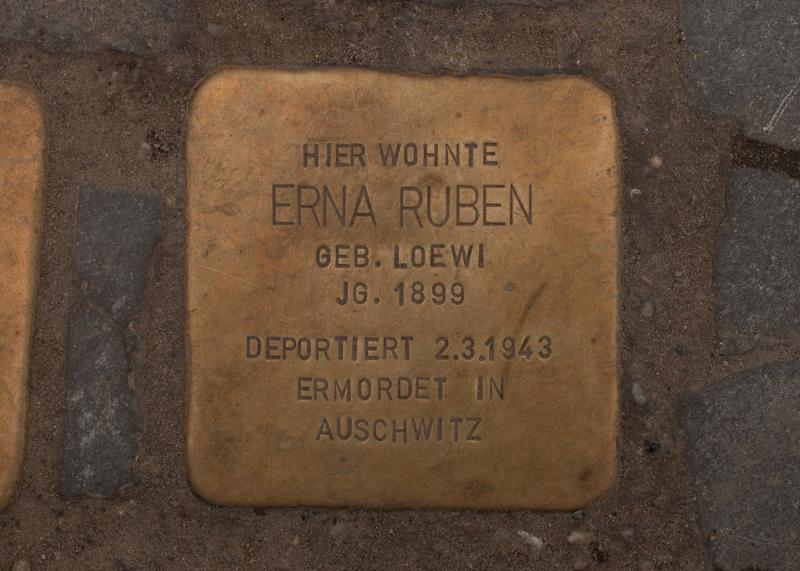 HIER WOHNTE
ERNA RUBEN
GEB. LOEWI
JG. 1899
DEPORTIERT 2.3.1943
ERMORDET IN
AUSCHWITZ